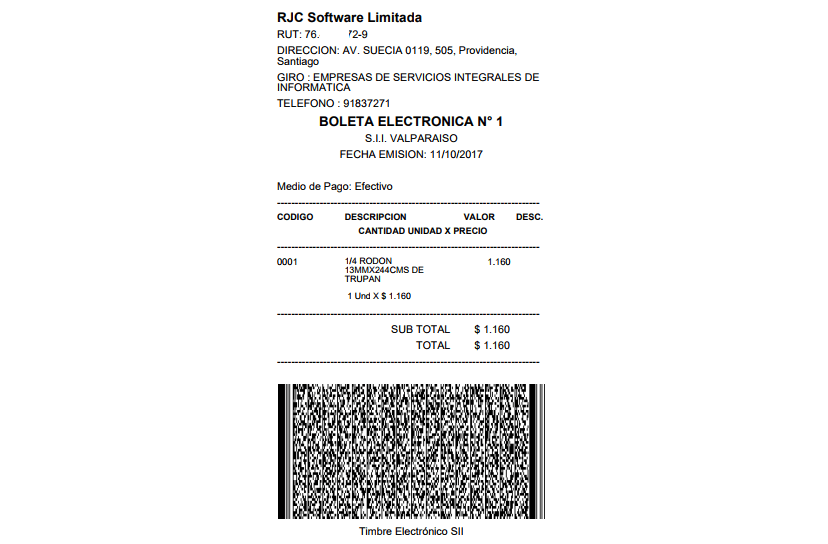 RJC Software Limitada
RUT: 76. 72-9
DIRECCION: AV. SUECIA 0119, 505, Providencia,
Santiago
GIRO : EMPRESAS DE SERVICIOS INTEGRALES DE
INFORMATICA
TELEFONO : 91837271
BOLETA ELECTRONICA N° 1
S.I.I. VALPARAISO
FECHA EMISION: 11/10/2017
Medio de Pago: Efectivo
CODIGO DESCRIPCION VALOR DESC.
CANTIDAD UNIDAD X PRECIO
0001 1/4 RODON 1.160
13MMX244CMS DE
TRUPAN
1 Und X $ 1.160
SUB TOTAL $ 1.160
TOTAL $ 1.160
Timbre Electrónico SII